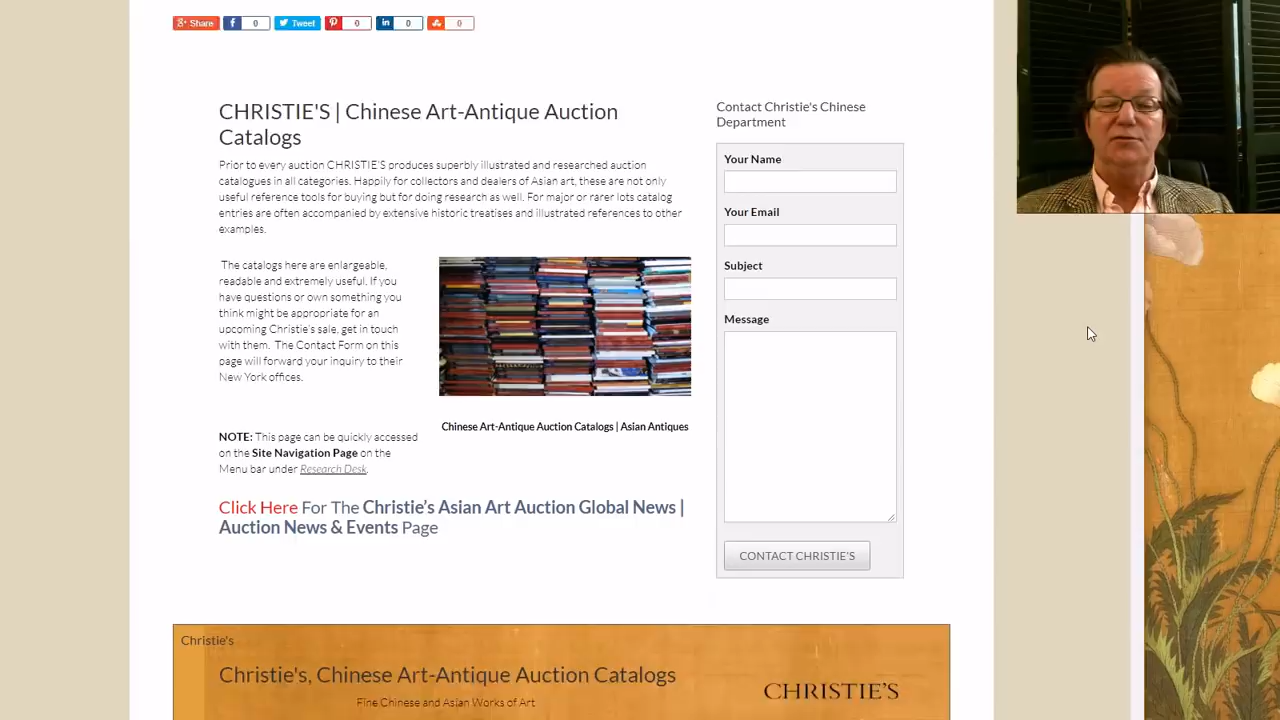 Share
0
Tweet
0
0
0
CHRISTIE'S | Chinese Art-Antique Auction
Catalogs
Prior to every auction CHRISTIE'S produces superbly illustrated and researched auction
catalogues in all categories. Happily for collectors and dealers of Asian art, these are not only
useful reference tools for buying but for doing research as well. For major or rarer lots catalog
entries are often accompanied by extensive historic treatises and illustrated references to other
examples.
The catalogs here are enlargeable,
readable and extremely useful. If you
have questions or own something you
think might be appropriate for an
upcoming Christie's sale, get in touch
with them. The Contact Form on this
page will forward your inquiry to their
New York offices.
Chinese Art-Antique Auction Catalogs | Asian Antiques
NOTE: This page can be quickly accessed
on the Site Navigation Page on the
Menu bar under Research Desk.
Click Here For The Christie's Asian Art Auction Global News |
Auction News & Events Page
Contact Christie's Chinese
Department
Your Name
Your Email
Subject
Message
CONTACT CHRISTIE'S
Christie's
Christie's, Chinese Art-Antique Auction Catalogs
Fine Chinese and Asian Works of Art
CHRISTIE'S